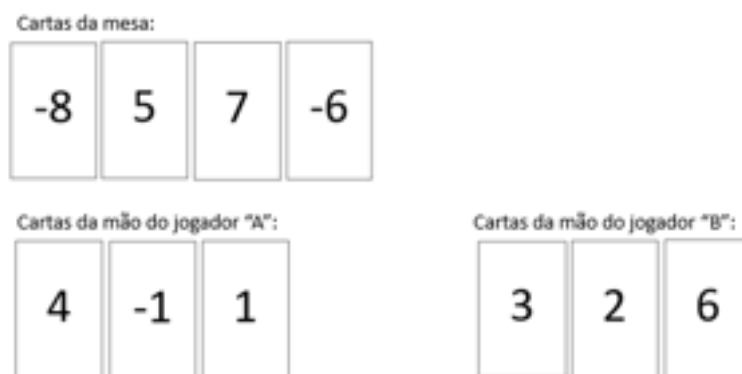 Cartas da mesa:
-8 5 7 -6
Cartas da mão do jogador "A":
4 -1 1
Cartas da mão do jogador "B":
3 2 6